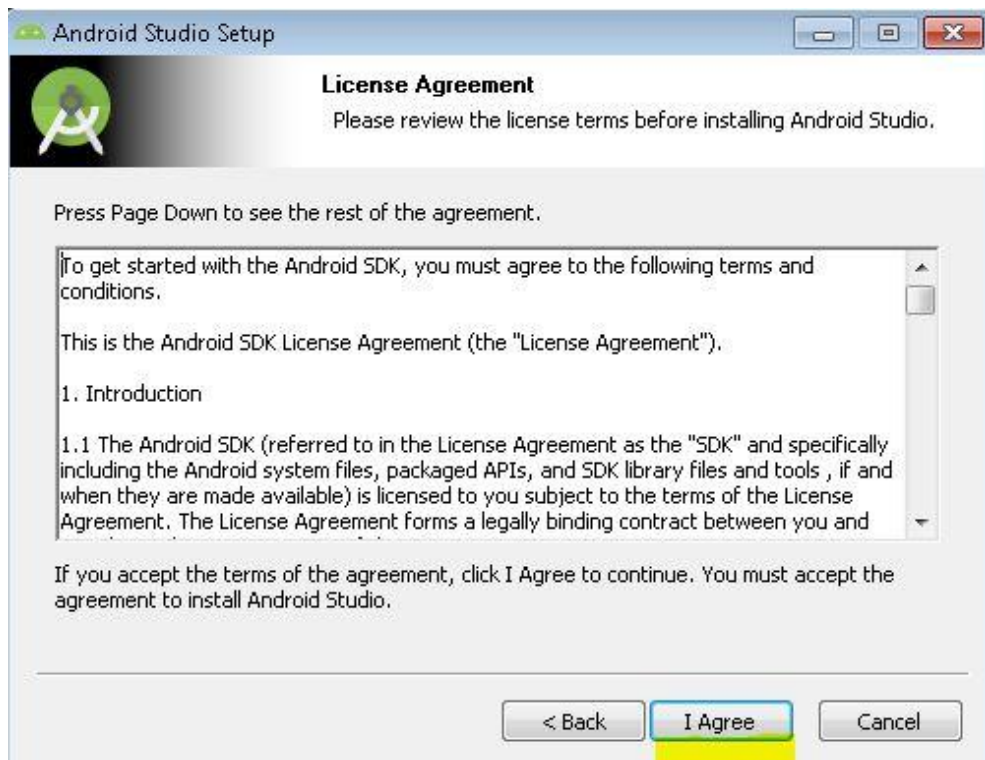 Android Studio Setup
License Agreement
Please review the license terms before installing Android Studio.
Press Page Down to see the rest of the agreement.
To get started with the Android SDK, you must agree to the following terms and
conditions.
This is the Android SDK License Agreement (the "License Agreement").
1. Introduction
1.1 The Android SDK (referred to in the License Agreement as the "SDK" and specifically
including the Android system files, packaged APIs, and SDK library files and tools , if and
when they are made available) is licensed to you subject to the terms of the License
Agreement. The License Agreement forms a legally binding contract between you and
If you accept the terms of the agreement, click I Agree to continue. You must accept the
agreement to install Android Studio.
< Back I Agree Cancel